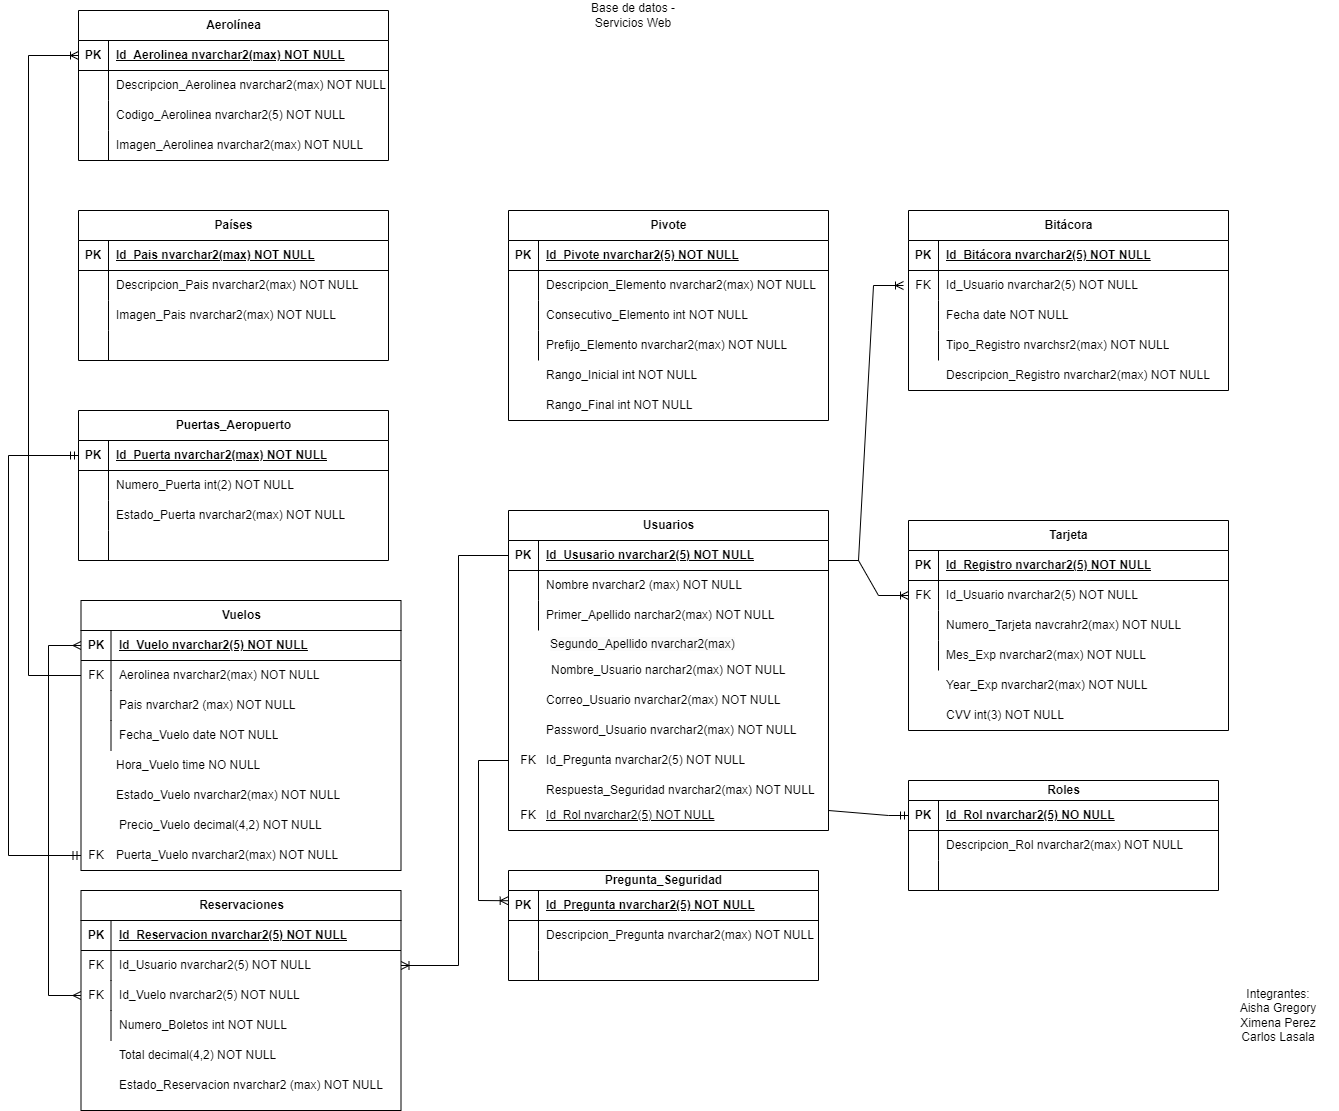 Base de datos -
Servicios Web
Aerolínea
PK Id_Aerolinea nvarchar2(max) NOT NULL
Descripcion_Aerolinea nvarchar2(max) NOT NULL
Codigo_Aerolinea nvarchar2(5) NOT NULL
Imagen_Aerolinea nvarchar2(max) NOT NULL
Países
PK Id_Pais nvarchar2(max) NOT NULL
Descripcion_Pais nvarchar2(max) NOT NULL
Imagen_Pais nvarchar2(max) NOT NULL
Puertas_Aeropuerto
PK Id_Puerta nvarchar2(max) NOT NULL
Numero_Puerta int(2) NOT NULL
Estado_Puerta nvarchar2(max) NOT NULL
Vuelos
PK Id_Vuelo nvarchar2(5) NOT NULL
FK Aerolinea nvarchar2(max) NOT NULL
Pais nvarchar2 (max) NOT NULL
Fecha_Vuelo date NOT NULL
Hora_Vuelo time NO NULL
Estado_Vuelo nvarchar2(max) NOT NULL
Precio_Vuelo decimal(4,2) NOT NULL
FK Puerta_Vuelo nvarchar2(max) NOT NULL
Reservaciones
PK Id_Reservacion nvarchar2(5) NOT NULL
FK Id_Usuario nvarchar2(5) NOT NULL
FK Id_Vuelo nvarchar2(5) NOT NULL
Numero_Boletos int NOT NULL
Total decimal(4,2) NOT NULL
Estado_Reservacion nvarchar2 (max) NOT NULL
Pivote
PK Id_Pivote nvarchar2(5) NOT NULL
Descripcion_Elemento nvarchar2(max) NOT NULL
Consecutivo_Elemento int NOT NULL
Prefijo_Elemento nvarchar2(max) NOT NULL
Rango_Inicial int NOT NULL
Rango_Final int NOT NULL
Usuarios
PK Id_Ususario nvarchar2(5) NOT NULL
Nombre nvarchar2 (max) NOT NULL
Primer_Apellido narchar2(max) NOT NULL
Segundo_Apellido nvarchar2(max)
Nombre_Usuario narchar2(max) NOT NULL
Correo_Usuario nvarchar2(max) NOT NULL
Password_Usuario nvarchar2(max) NOT NULL
FK Id_Pregunta nvarchar2(5) NOT NULL
Respuesta_Seguridad nvarchar2(max) NOT NULL
FK Id_Rol nvarchar2(5) NOT NULL
Pregunta_Seguridad
PK Id_Pregunta nvarchar2(5) NOT NULL
Descripcion_Pregunta nvarchar2(max) NOT NULL
Bitácora
PK Id_Bitácora nvarchar2(5) NOT NULL
FK Id_Usuario nvarchar2(5) NOT NULL
Fecha date NOT NULL
Tipo_Registro nvarchsr2(max) NOT NULL
Descripcion_Registro nvarchar2(max) NOT NULL
Tarjeta
PK Id_Registro nvarchar2(5) NOT NULL
FK Id_Usuario nvarchar2(5) NOT NULL
Numero_Tarjeta navcrahr2(max) NOT NULL
Mes_Exp nvarchar2(max) NOT NULL
Year_Exp nvarchar2(max) NOT NULL
CVV int(3) NOT NULL
Roles
PK Id_Rol nvarchar2(5) NO NULL
Descripcion_Rol nvarchar2(max) NOT NULL
Integrantes:
Aisha Gregory
Ximena Perez
Carlos Lasala